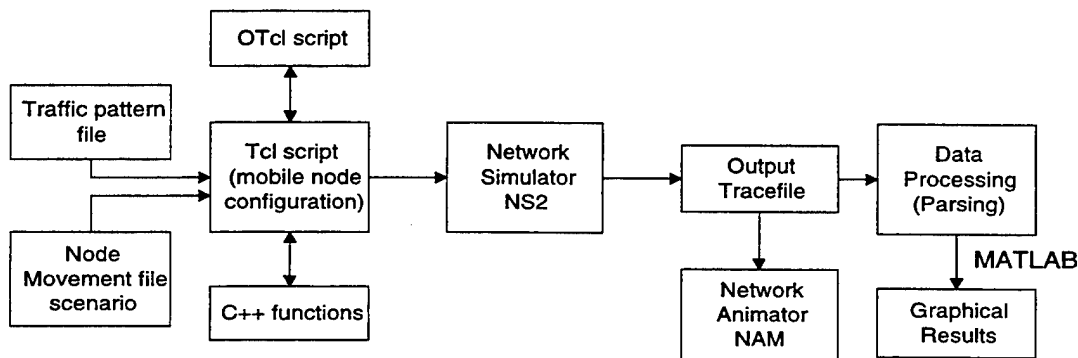 OTcl script
Traffic pattern
file
Tcl script
(mobile node
configuration)
Network
Simulator
NS2
Output
Tracefile
Data
Processing
(Parsing)
Node
Movement file
scenario
C++ functions
Network
Animator
NAM
MATLAB
Graphical
Results